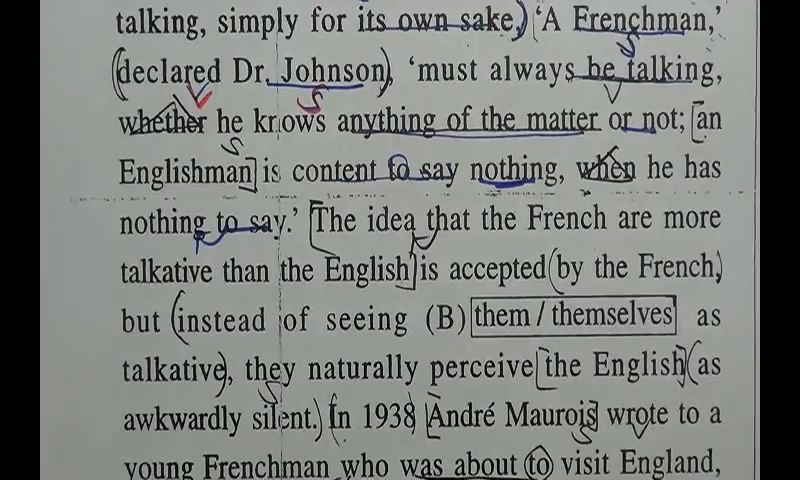 talking, simply for its own sake.) 'A Frenchman,'
declared Dr. Johnson, 'must always be talking,
whether he knows anything of the matter or not; an
Englishman is content to say nothing, when he has
nothing to say.' The idea that the French are more
talkative than the English is accepted by the French,
but instead of seeing (B) them / themselves as
talkative, they naturally perceive the English as
awkwardly silent. In 1938 André Maurois wrote to a
young Frenchman who was about to visit England,